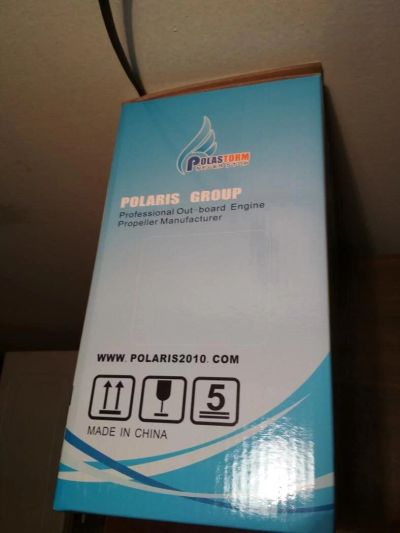 POLASTORM
POLARIS GROUP
Professional Out-board Engine
Propeller Manufacturer
WWW.POLARIS2010.COM
5
MADE IN CHINA